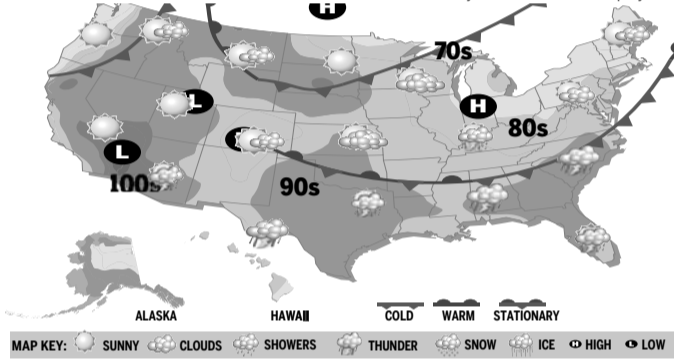 H
70s
L
H
80s
L
100s
90s
ALASKA HAWAII COLD WARM STATIONARY
MAP KEY: SUNNY CLOUDS SHOWERS THUNDER SNOW ICE H HIGH L LOW